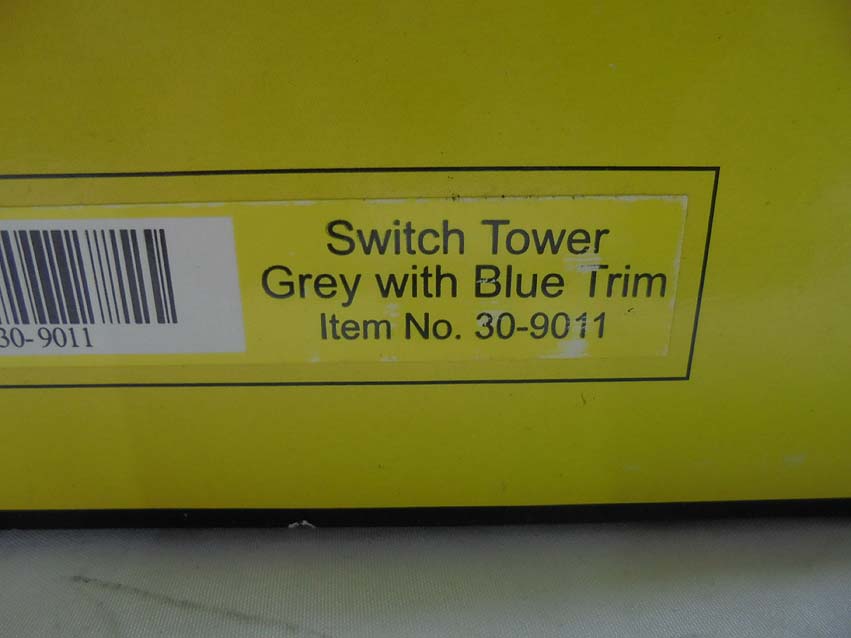 Switch Tower
Grey with Blue Trim
Item No. 30-9011
30-9011